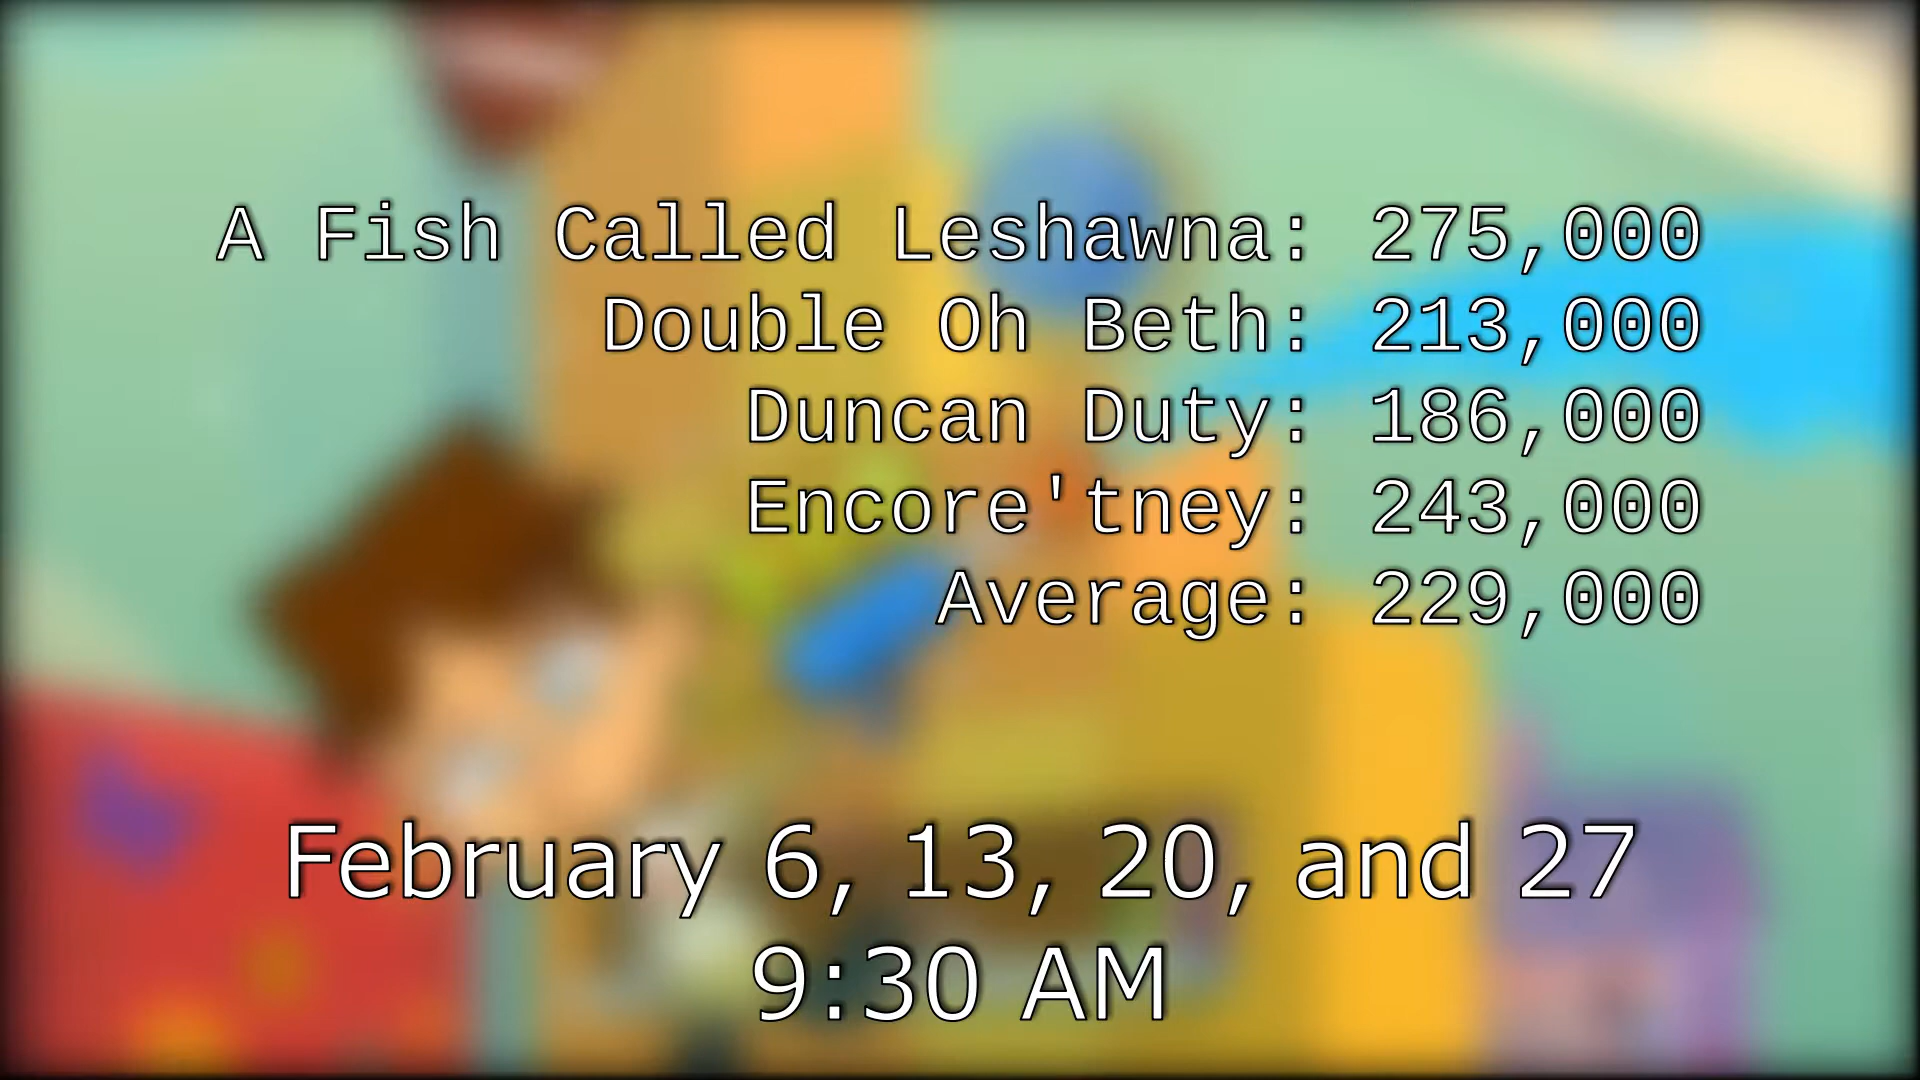 A Fish Called Leshawna: 275,000
Double Oh Beth: 213,000
Duncan Duty: 186,000
Encore'tney: 243,000
Average: 229,000
February 6, 13, 20, and 27
9:30 AM